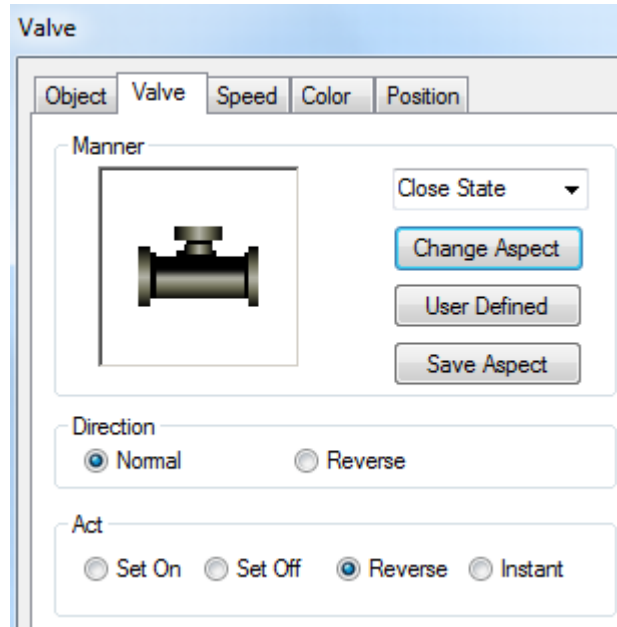 Valve
Object Valve Speed Color Position
Manner
Close State
Change Aspect
User Defined
Save Aspect
Direction
Normal Reverse
Act
Set On Set Off Reverse Instant